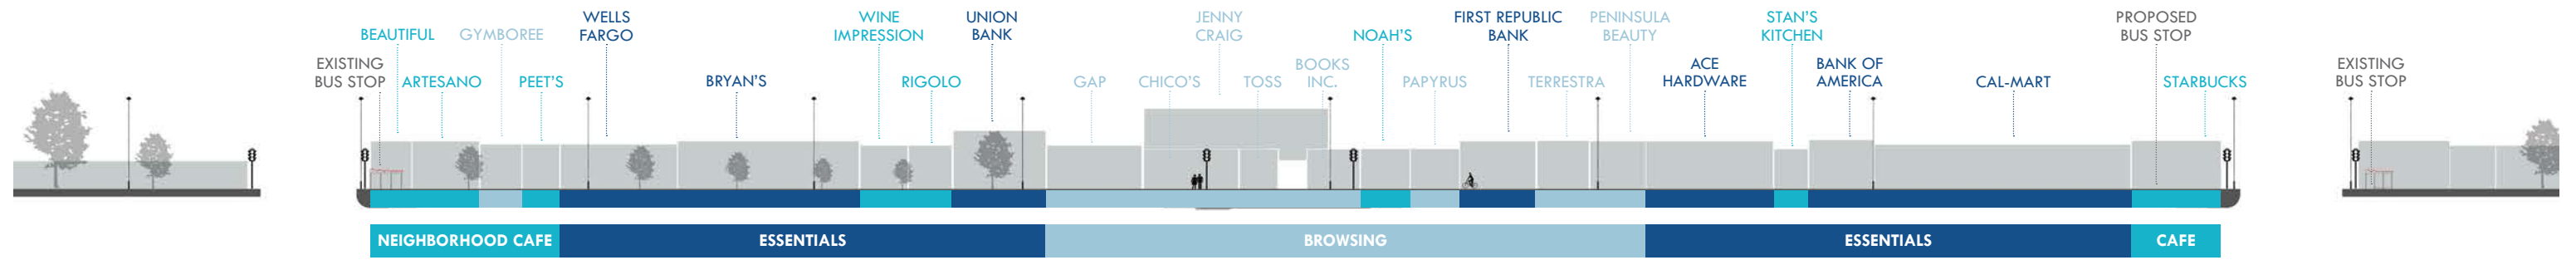 WELLS
FARGO
WINE
IMPRESSION
UNION
BANK
JENNY
CRAIG
FIRST REPUBLIC
BANK
PENINSULA
BEAUTY
STAN'S
KITCHEN
PROPOSED
BUS STOP
BEAUTIFUL
GYMBOREE
NOAH'S
EXISTING
BUS STOP
ARTESANO
PEET'S
BRYAN'S
RIGOLO
GAP
CHICO'S
TOSS
BOOKS
INC.
PAPYRUS
TERRESTRA
ACE
HARDWARE
BANK OF
AMERICA
CAL-MART
STARBUCKS
EXISTING
BUS STOP
NEIGHBORHOOD CAFE
ESSENTIALS
BROWSING
ESSENTIALS
CAFE